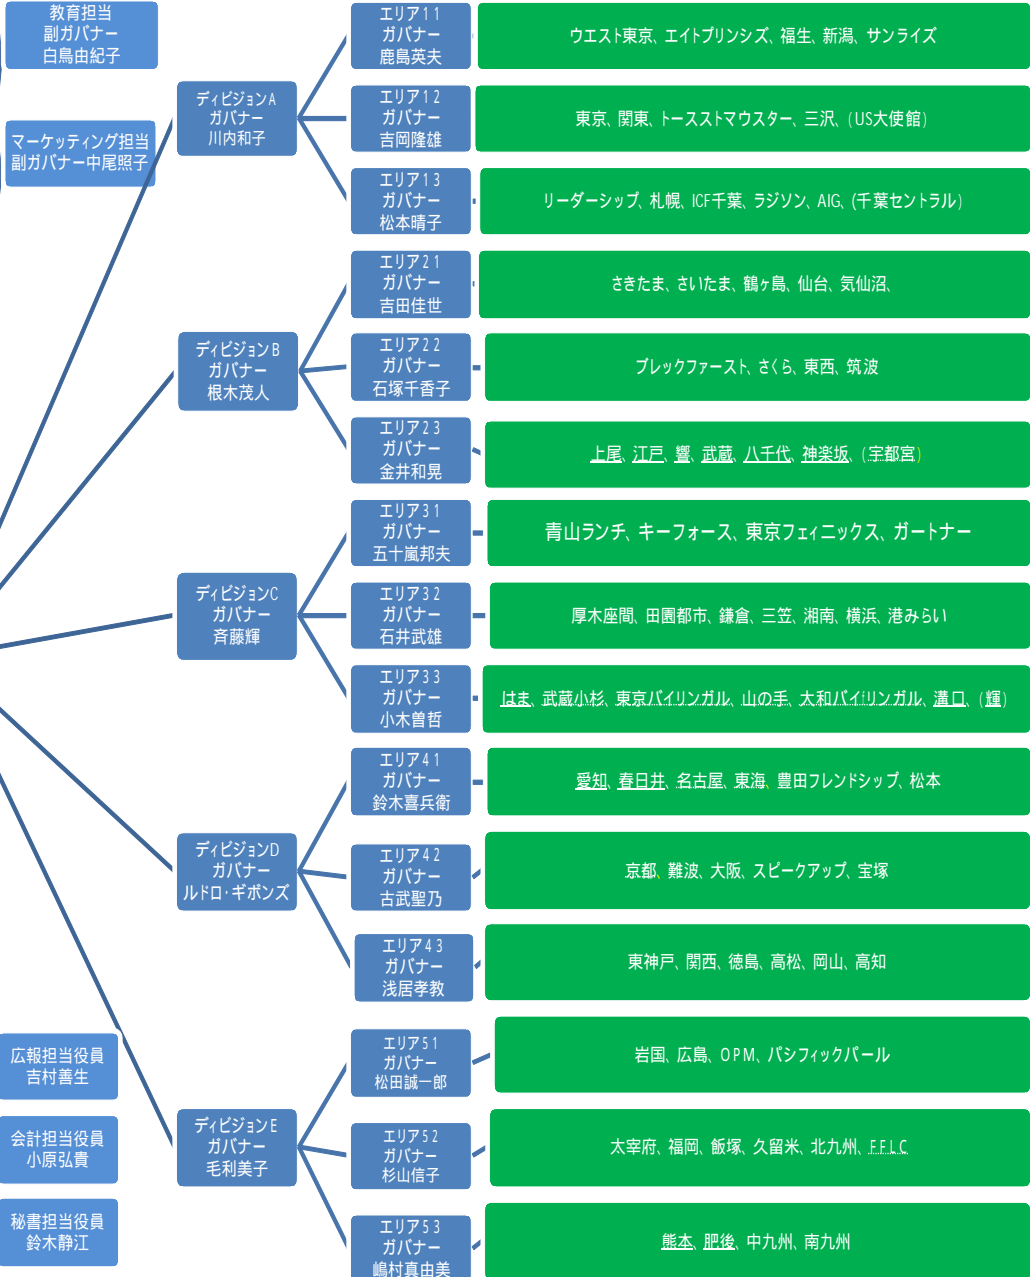 教育担当
副ガバナー
白鳥由紀子
マーケッティング担当
副ガバナー中尾照子
ディビジョンA
ガバナー
川内和子
エリア11
ガバナー
鹿島英夫
ウエスト東京、エイトプリンシズ、福生、新潟、サンライズ
エリア12
ガバナー
吉岡隆雄
東京、関東、トーストマウスター、三沢、(US大使館)
エリア13
ガバナー
松本晴子
リーダーシップ、札幌、ICF千葉、ラジソン、AIG、(千葉セントラル)
ディビジョンB
ガバナー
根木茂人
エリア21
ガバナー
吉田佳世
さきたま、さいたま、鶴ヶ島、仙台、気仙沼、
エリア22
ガバナー
石塚千香子
ブレックファースト、さくら、東西、筑波
エリア23
ガバナー
金井和晃
上尾、江戸、響、武蔵、八千代、神楽坂、(宇都宮)
ディビジョンC
ガバナー
斉藤輝
エリア31
ガバナー
五十嵐邦夫
青山ランチ、キーフォース、東京フェィニックス、ガートナー
エリア32
ガバナー
石井武雄
厚木座間、田園都市、鎌倉、三笠、湘南、横浜、港みらい
エリア33
ガバナー
小木曽哲
はま、武蔵小杉、東京バイリンガル、山の手、大和バイリンガル、溝口、(輝)
ディビジョンD
ガバナー
ルドロ・ギボンズ
エリア41
ガバナー
鈴木喜兵衛
愛知、春日井、名古屋、東海、豊田フレンドシップ、松本
エリア42
ガバナー
古武聖乃
京都、難波、大阪、スピークアップ、宝塚
エリア43
ガバナー
浅居孝教
東神戸、関西、徳島、高松、岡山、高知
ディビジョンE
ガバナー
毛利美子
エリア51
ガバナー
松田誠一郎
岩国、広島、OPM、パシフィックパール
エリア52
ガバナー
杉山信子
太宰府、福岡、飯塚、久留米、北九州、F.F.L.C
エリア53
ガバナー
嶋村真由美
熊本、肥後、中九州、南九州
広報担当役員
吉村善生
会計担当役員
小原弘貴
秘書担当役員
鈴木静江